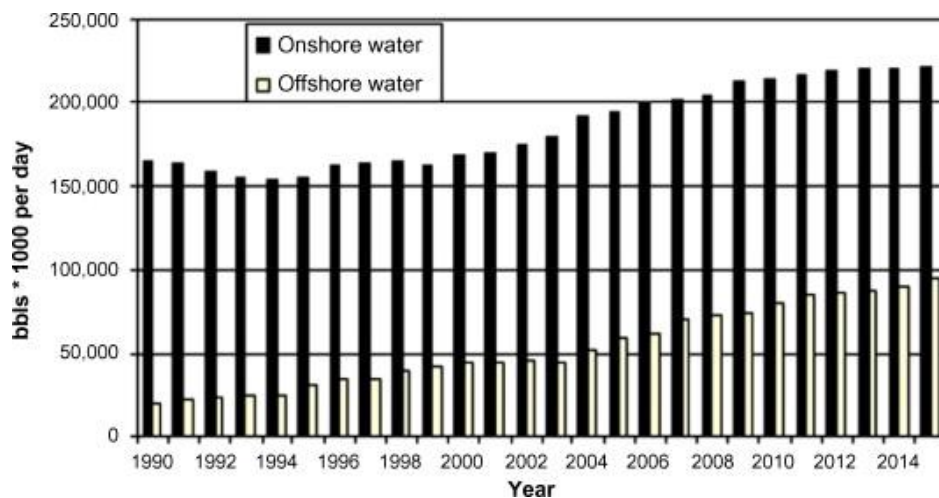 250,000
200,000
150,000
100,000
50,000
0
bbls * 1000 per day
Onshore water
Offshore water
1990 1992 1994 1996 1998 2000 2002 2004 2006 2008 2010 2012 2014
Year